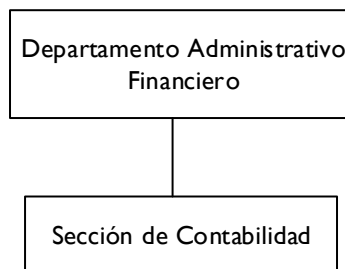 Departamento Administrativo
Financiero
Sección de Contabilidad